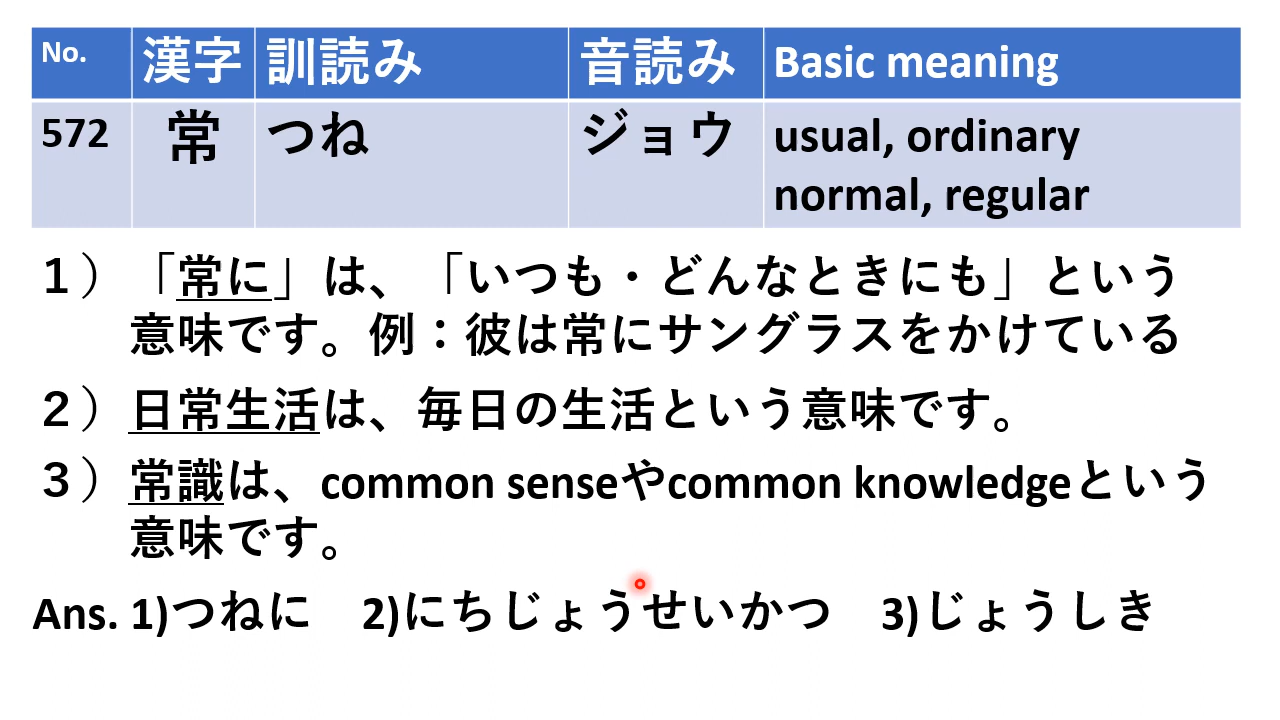 No. 漢字 訓読み 音読み Basic meaning
572 常 つね ジョウ usual, ordinary
normal, regular
１）「常に」は、「いつも・どんなときにも」という
意味です。例：彼は常にサングラスをかけている
２）日常生活は、毎日の生活という意味です。
３）常識は、common senseやcommon knowledgeという
意味です。
Ans. 1)つねに　2)にちじょうせいかつ　3)じょうしき